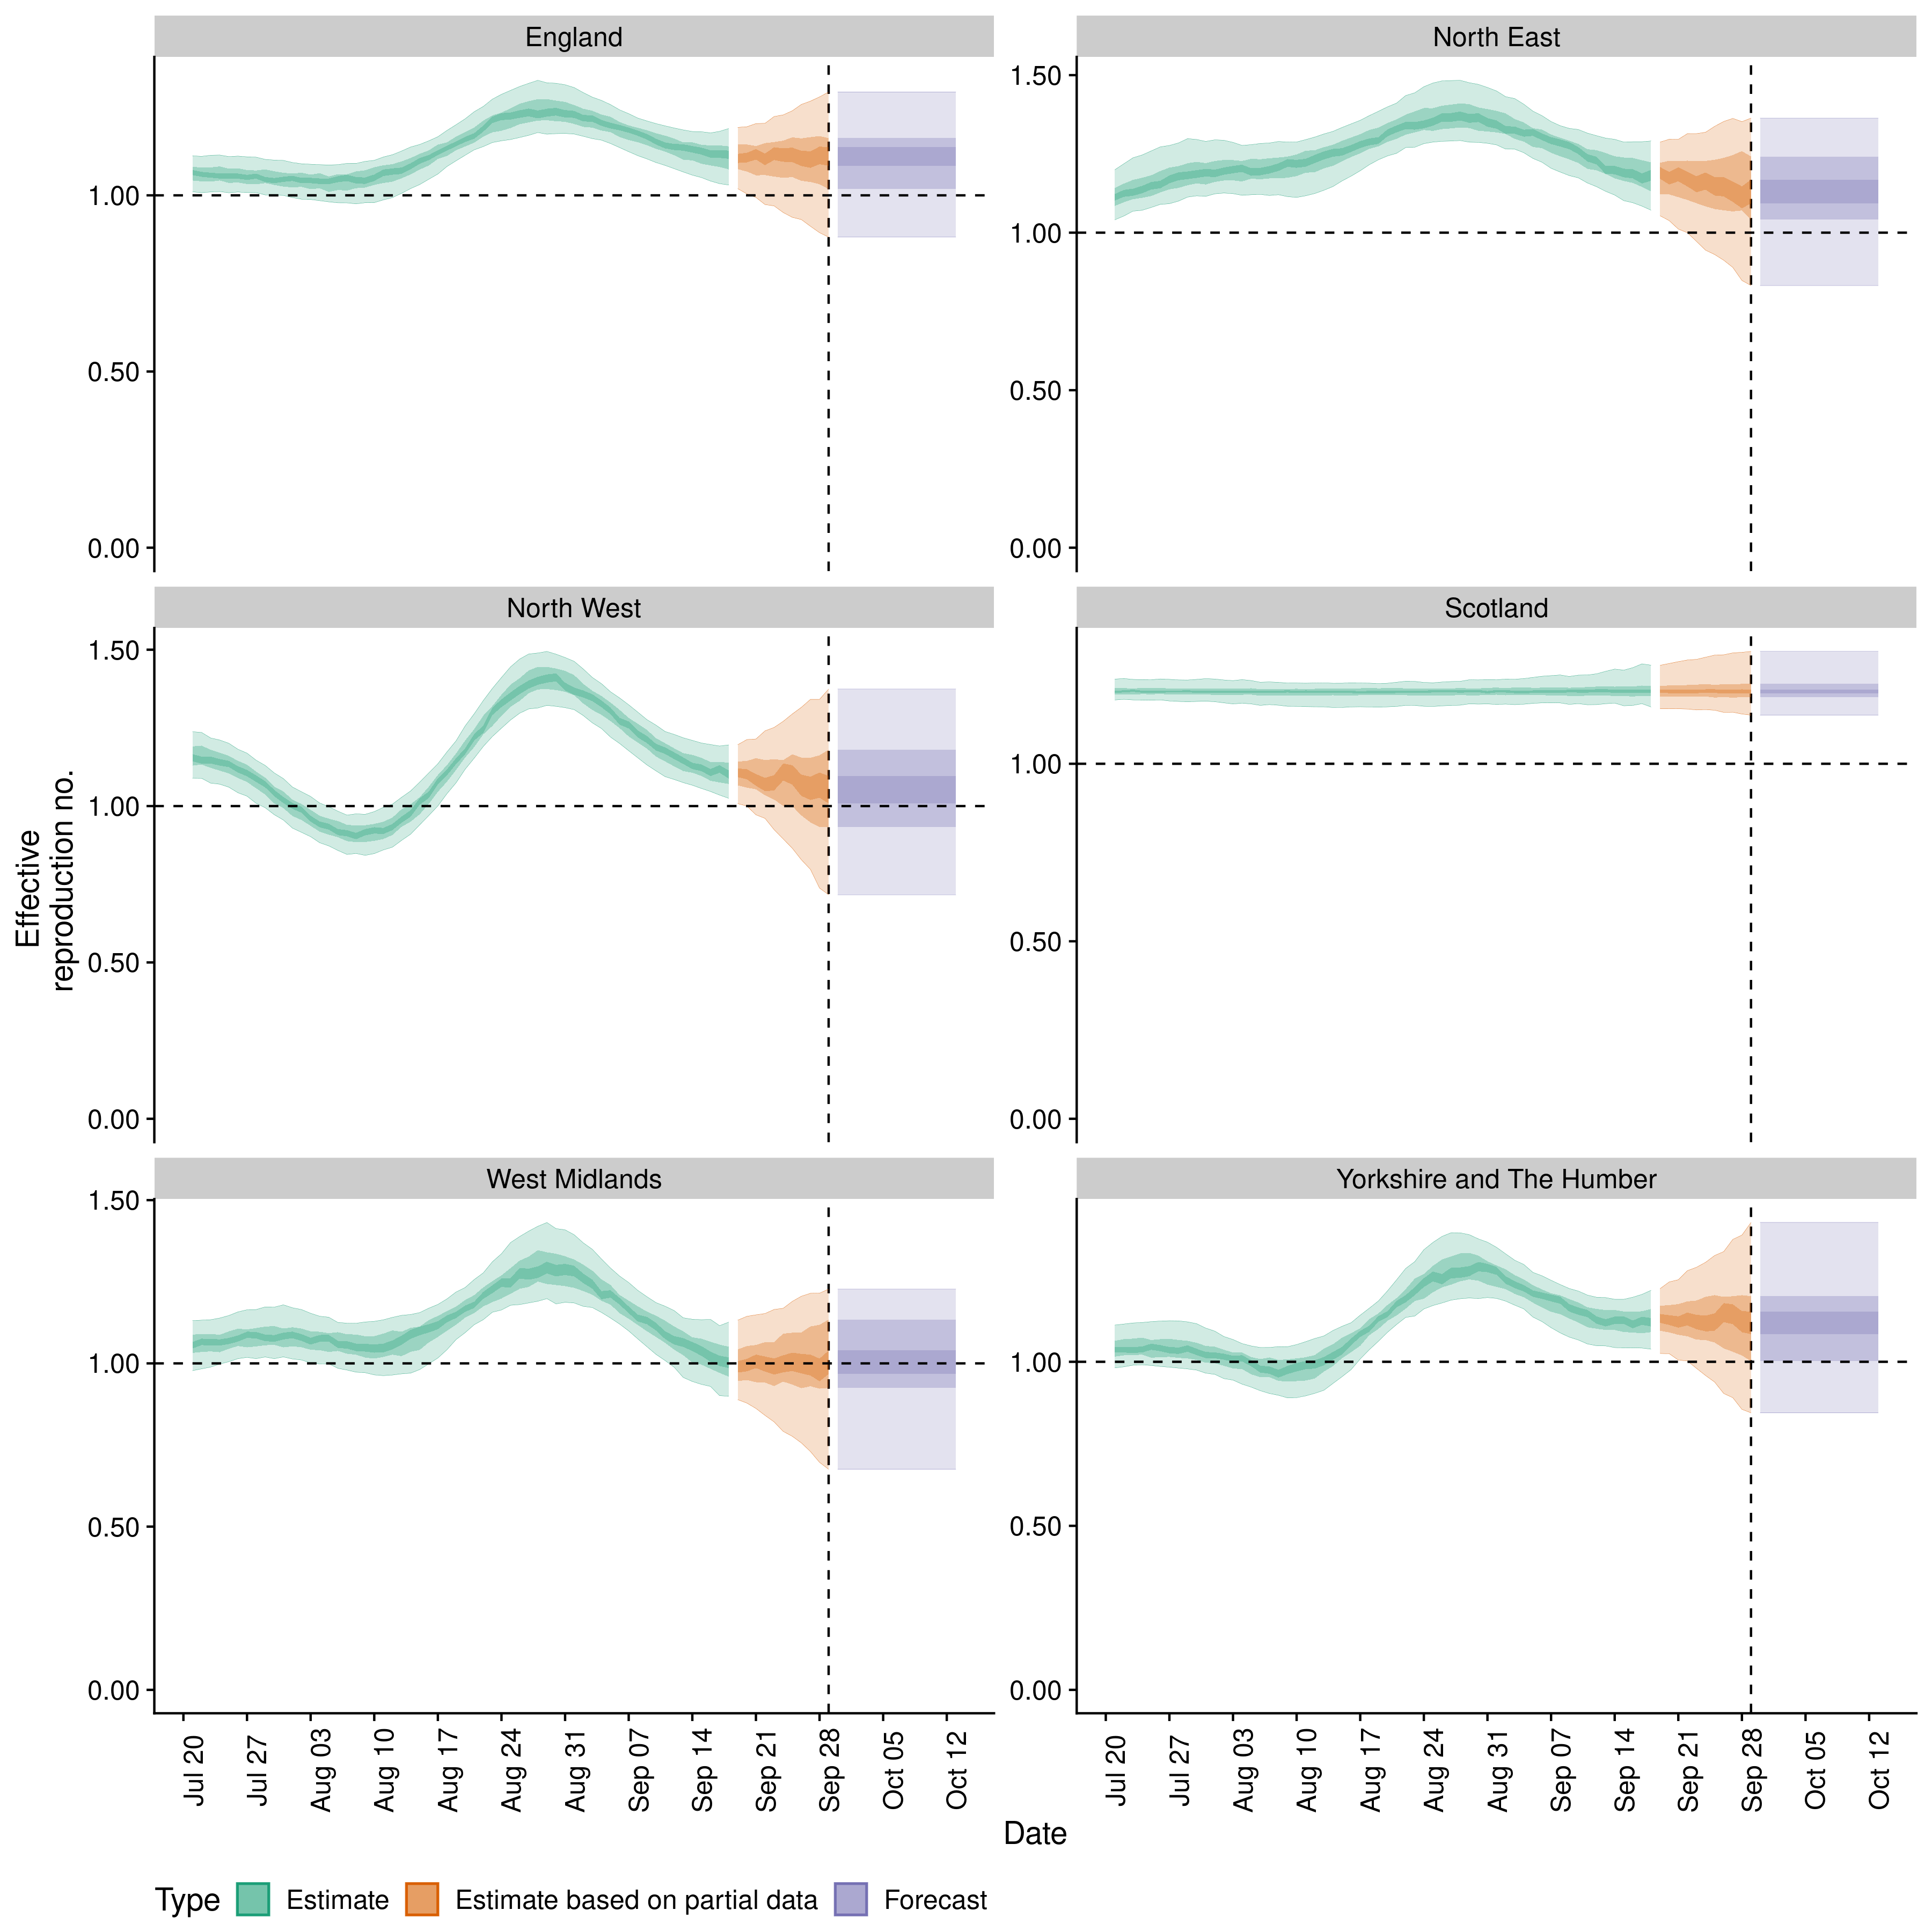 England
North East
1.00
0.50
0.00
1.50
1.00
0.50
0.00
North West
Scotland
1.50
1.00
0.50
0.00
1.00
0.50
0.00
Effective
reproduction no.
West Midlands
Yorkshire and The Humber
1.50
1.00
0.50
0.00
1.00
0.50
0.00
Jul 20
Jul 27
Aug 03
Aug 10
Aug 17
Aug 24
Aug 31
Sep 07
Sep 14
Sep 21
Sep 28
Oct 05
Oct 12
Jul 20
Jul 27
Aug 03
Aug 10
Aug 17
Aug 24
Aug 31
Sep 07
Sep 14
Sep 21
Sep 28
Oct 05
Oct 12
Date
Type Estimate Estimate based on partial data Forecast